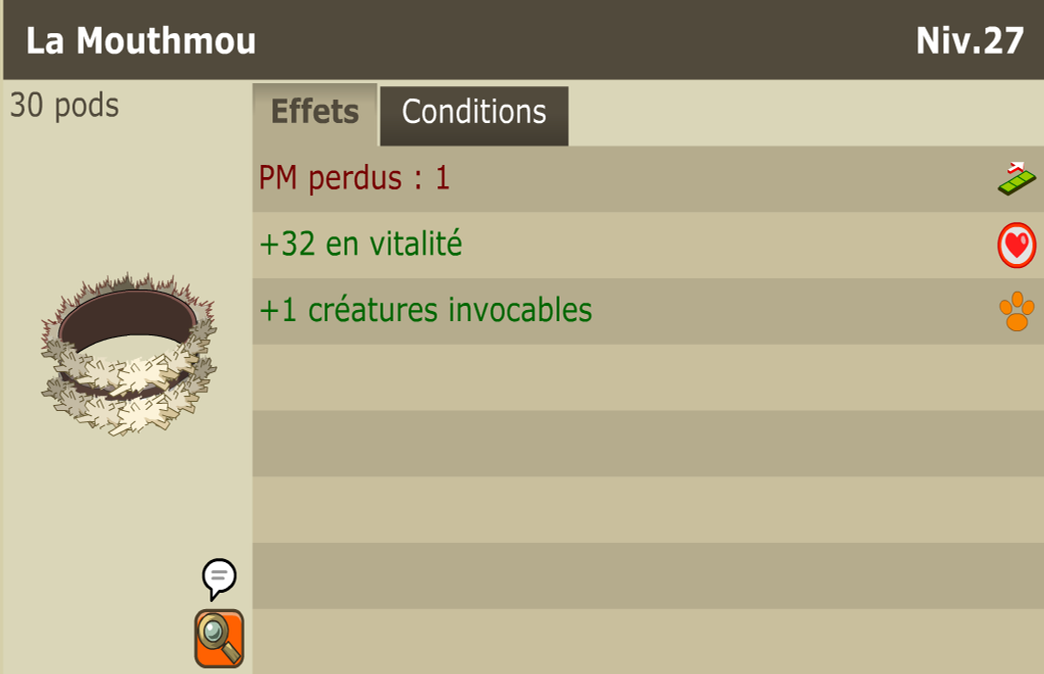 La Mouthmou
Niv.27
30 pods
Effets
Conditions
PM perdus : 1
+32 en vitalité
+1 créatures invocables